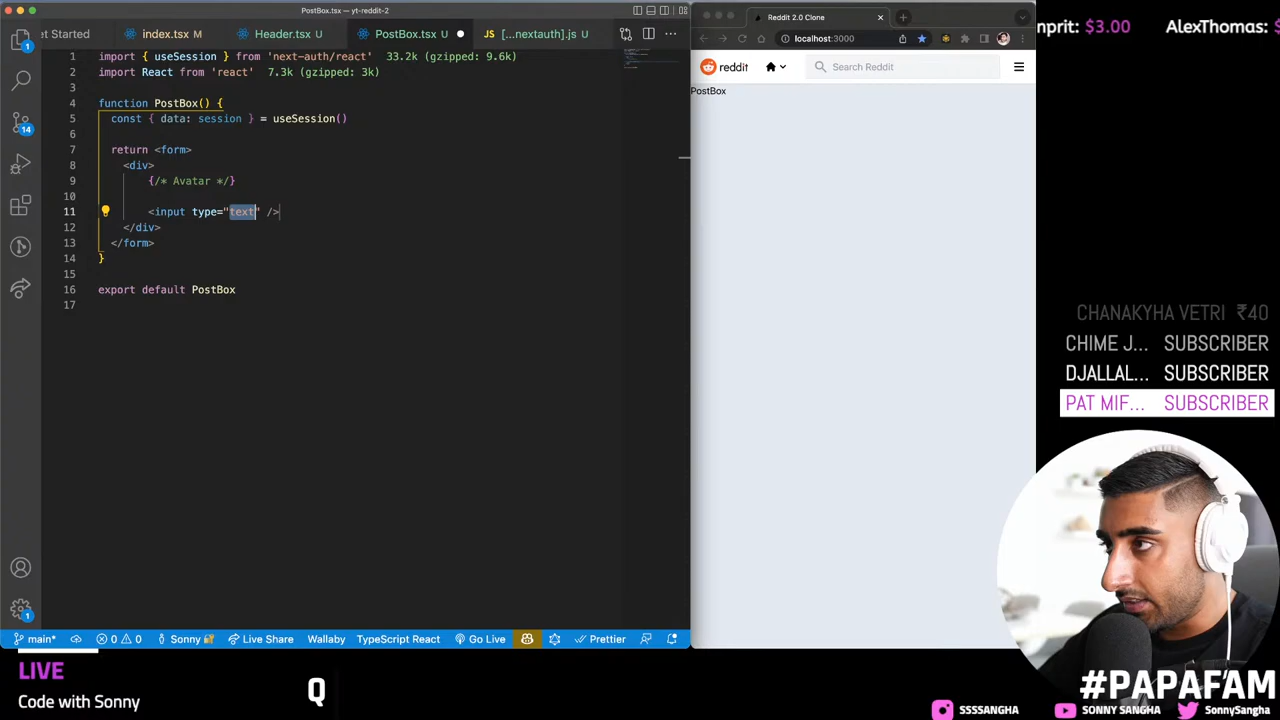 PostBox.tsx — yt-reddit-2
et Started
index.tsx M
Header.tsx U
PostBox.tsx U
JS [...nextauth].js U
1 import { useSession } from 'next-auth/react' 33.2k (gzipped: 9.6k)
2 import React from 'react' 7.3k (gzipped: 3k)
3
4 function PostBox() {
5 const { data: session } = useSession()
6
7 return <form>
8 <div>
9 {/* Avatar */}
10
11 <input type="text" />
12 </div>
13 </form>
14 }
15
16 export default PostBox
17
1
14
1
main*
0 0
Sonny
Live Share
Wallaby
TypeScript React
Go Live
Prettier
Reddit 2.0 Clone
localhost:3000
reddit
Search Reddit
PostBox
nprit: $3.00
AlexThomas: $
CHANAKYHA VETRI ₹40
CHIME J... SUBSCRIBER
DJALLAL... SUBSCRIBER
PAT MIF... SUBSCRIBER
LIVE
Code with Sonny
Q
#PAPAFAM
SSSSANGHA
SONNY SANGHA
SonnySangha